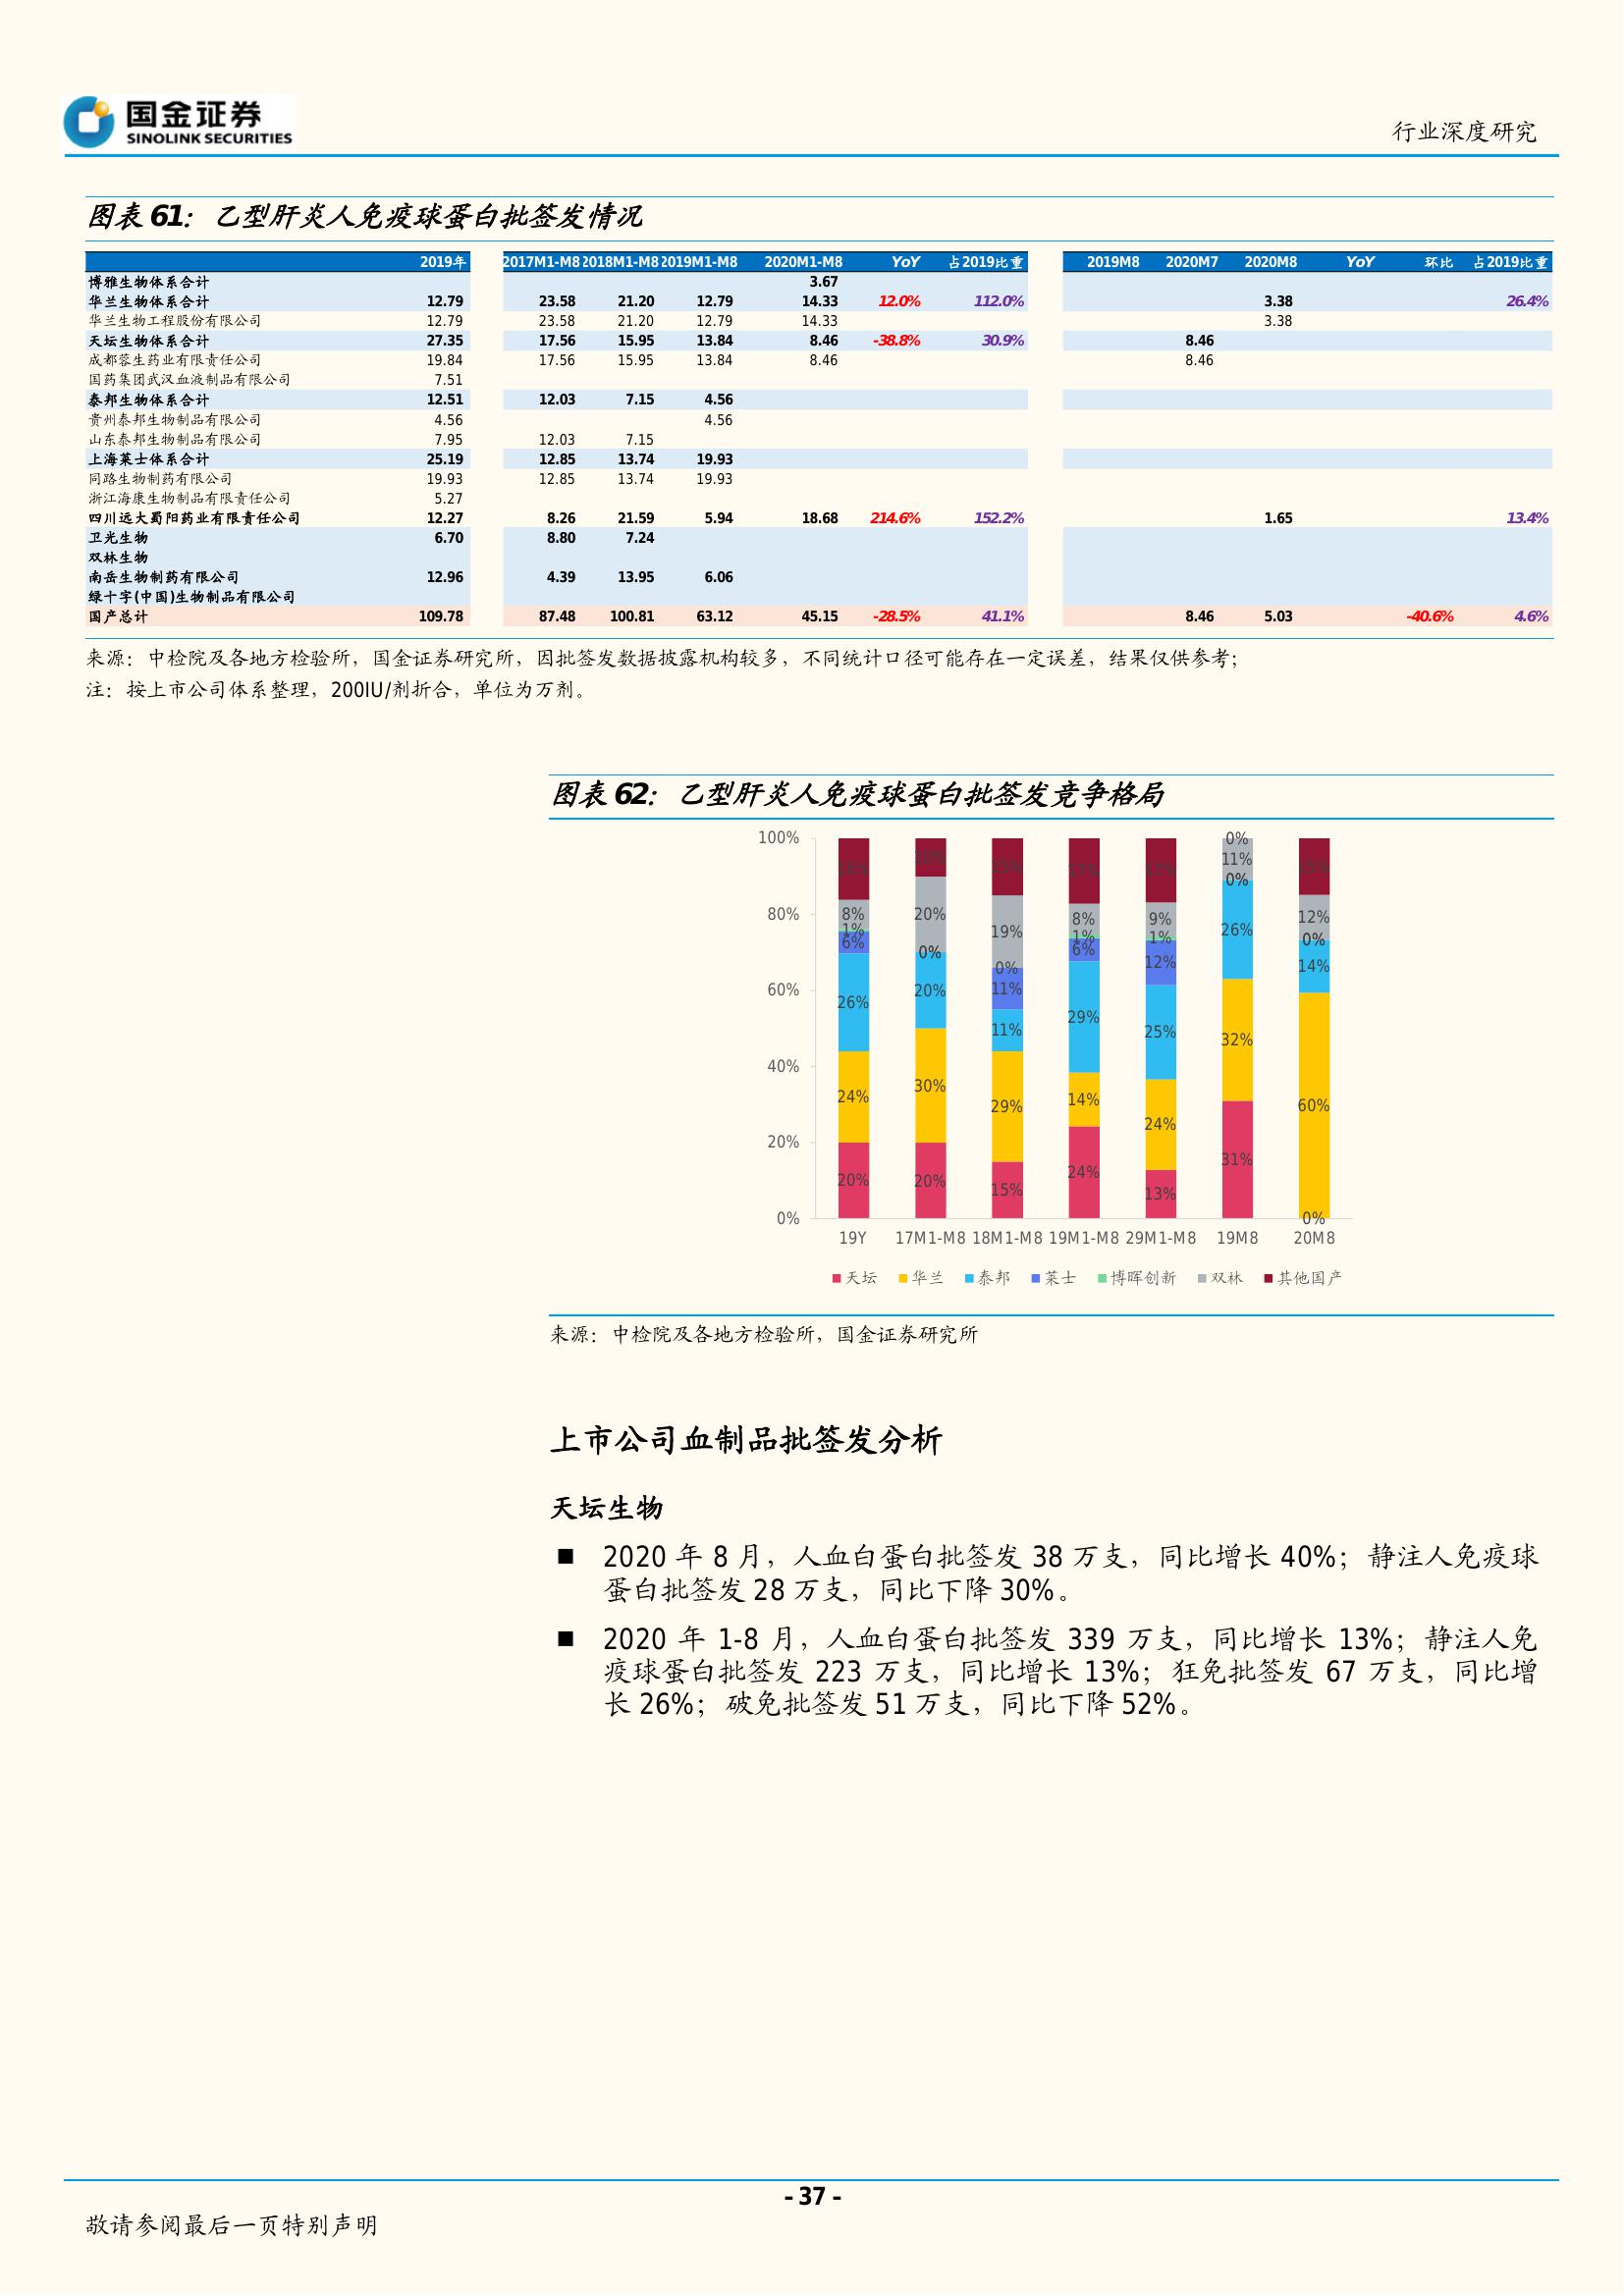 国金证券
SINOLINK SECURITIES
行业深度研究
图表 61： 乙型肝炎人免疫球蛋白批签发情况
2019年 2017M1-M8 2018M1-M8 2019M1-M8 2020M1-M8 YoY 占2019比重 2019M8 2020M7 2020M8 YoY 环比 占2019比重
博雅生物体系合计 3.67
华兰生物体系合计 12.79 23.58 21.20 12.79 14.33 12.0% 112.0% 3.38 26.4%
华兰生物工程股份有限公司 12.79 23.58 21.20 12.79 14.33 3.38
天坛生物体系合计 27.35 17.56 15.95 13.84 8.46 -38.8% 30.9% 8.46
成都蓉生药业有限责任公司 19.84 17.56 15.95 13.84 8.46 8.46
国药集团武汉血液制品有限公司 7.51
泰邦生物体系合计 12.51 12.03 7.15 4.56
贵州泰邦生物制品有限公司 4.56 4.56
山东泰邦生物制品有限公司 7.95 12.03 7.15
上海莱士体系合计 25.19 12.85 13.74 19.93
同路生物制药有限公司 19.93 12.85 13.74 19.93
浙江海康生物制品有限责任公司 5.27
四川远大蜀阳药业有限责任公司 12.27 8.26 21.59 5.94 18.68 214.6% 152.2% 1.65 13.4%
卫光生物 6.70 8.80 7.24
双林生物
南岳生物制药有限公司 12.96 4.39 13.95 6.06
绿十字(中国)生物制品有限公司
国产总计 109.78 87.48 100.81 63.12 45.15 -28.5% 41.1% 8.46 5.03 -40.6% 4.6%
来源：中检院及各地方检验所，国金证券研究所，因批签发数据披露机构较多，不同统计口径可能存在一定误差，结果仅供参考；
注：按上市公司体系整理，200IU/剂折合，单位为万剂。
图表 62： 乙型肝炎人免疫球蛋白批签发竞争格局
100%
80%
60%
40%
20%
0%
8% 1% 6% 26% 24% 20%
20% 0% 20% 30% 20%
19% 0% 11% 11% 29% 15%
8% 1% 6% 29% 14% 24%
9% 1% 12% 25% 24% 13%
0% 11% 0% 26% 32% 31%
12% 0% 14% 60% 0%
19Y 17M1-M8 18M1-M8 19M1-M8 29M1-M8 19M8 20M8
天坛 华兰 泰邦 莱士 博晖创新 双林 其他国产
来源：中检院及各地方检验所，国金证券研究所
上市公司血制品批签发分析
天坛生物
■ 2020 年 8 月，人血白蛋白批签发 38 万支，同比增长 40%；静注人免疫球
蛋白批签发 28 万支，同比下降 30%。
■ 2020 年 1-8 月，人血白蛋白批签发 339 万支，同比增长 13%；静注人免
疫球蛋白批签发 223 万支，同比增长 13%；狂免批签发 67 万支，同比增
长 26%；破免批签发 51 万支，同比下降 52%。
- 37 -
敬请参阅最后一页特别声明